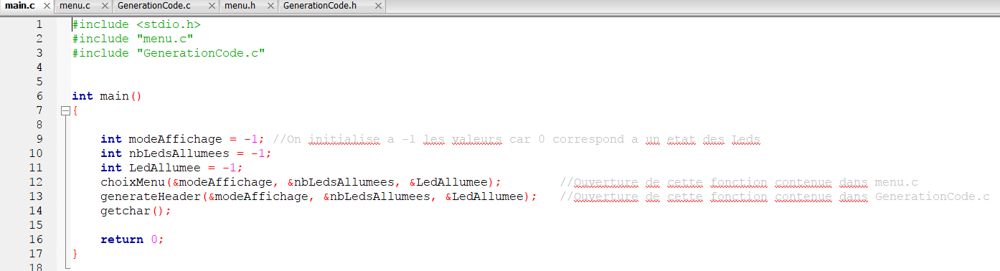 main.c menu.c GenerationCode.c menu.h GenerationCode.h
1 #include <stdio.h>
2 #include "menu.c"
3 #include "GenerationCode.c"
4
5
6 int main()
7 {
8
9 int modeAffichage = -1; //On initialise a -1 les valeurs car 0 correspond a un etat des Leds
10 int nbLedsAllumees = -1;
11 int LedAllumee = -1;
12 choixMenu(&modeAffichage, &nbLedsAllumees, &LedAllumee); //Ouverture de cette fonction contenue dans menu.c
13 generateHeader(&modeAffichage, &nbLedsAllumees, &LedAllumee); //Ouverture de cette fonction contenue dans GenerationCode.c
14 getchar();
15
16 return 0;
17 }
18